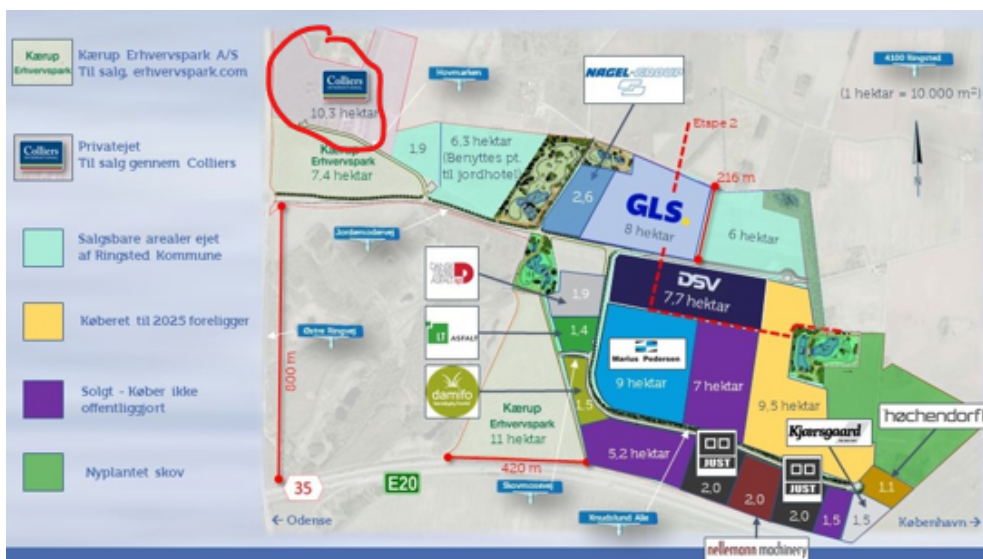 Kærup
Erhvervspark
Kærup Erhvervspark A/S
Til salg, erhvervspark.com
Colliers
INTERNATIONAL
Privatejet
Til salg gennem Colliers
Salgsbare arealer ejet
af Ringsted Kommune
Køberet til 2025 foreligger
Solgt - Køber ikke
offentliggjort
Nyplantet skov
Colliers
INTERNATIONAL
10,3 hektar
Hovmarken
NAGEL-GROUP
4100 Ringsted
(1 hektar = 10.000 m²)
Etape 2
Kærup
Erhvervspark
7,4 hektar
1,9
6,3 hektar
(Benyttes pt.
til jordhotel)
2,6
GLS.
8 hektar
216 m
N
6 hektar
Jordemodervej
DSV
7,7 hektar
1,9
LT ASFALT
1,4
Østre Ringvej
800 m
Marius Pedersen
9 hektar
7 hektar
damifo
1,5
Kærup
Erhvervspark
11 hektar
9,5 hektar
høchendorf
Kjærsgaard
5,2 hektar
JUST
JUST
420 m
2,0
2,0
2,0
1,5
1,5
1,1
35
E20
Skovmosevej
Knudslund Alle
← Odense
København →
nellemann machinery